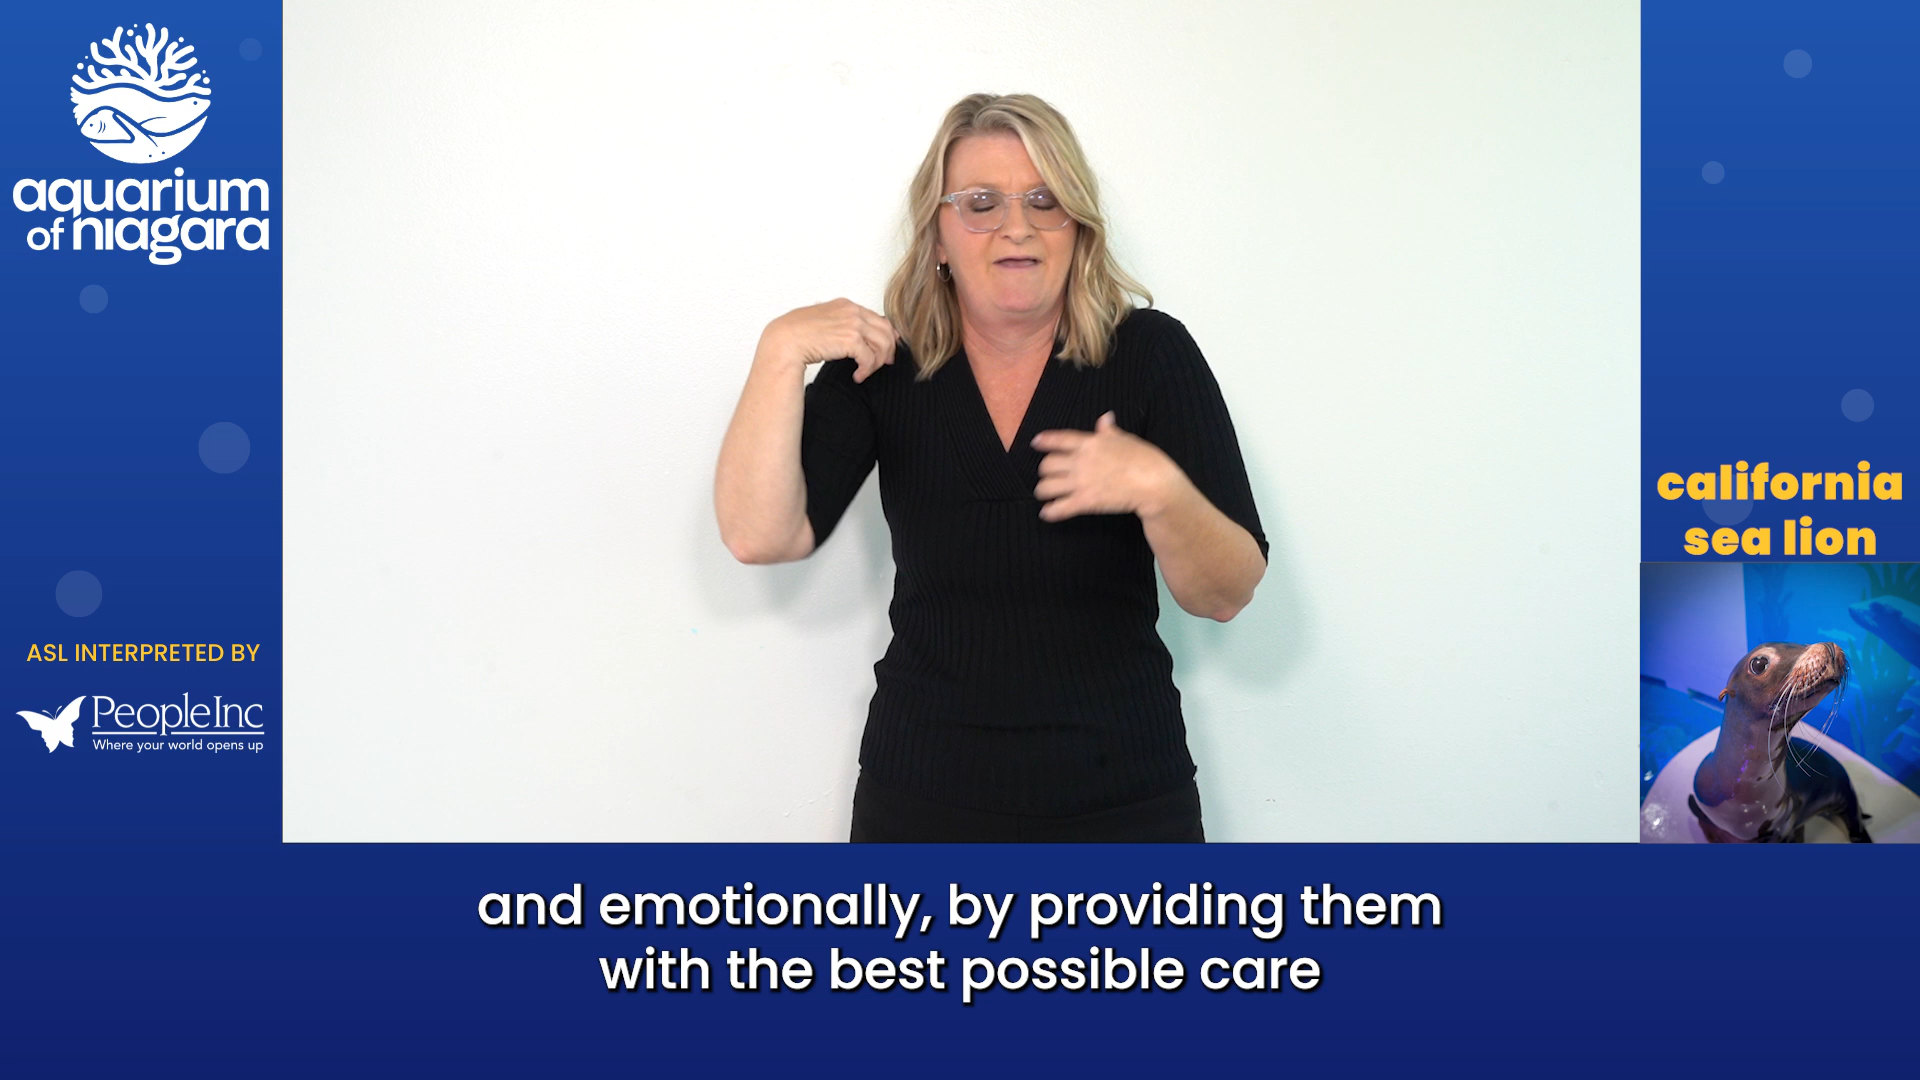 aquarium
of niagara
ASL INTERPRETED BY
PeopleInc
Where your world opens up
california
sea lion
and emotionally, by providing them
with the best possible care